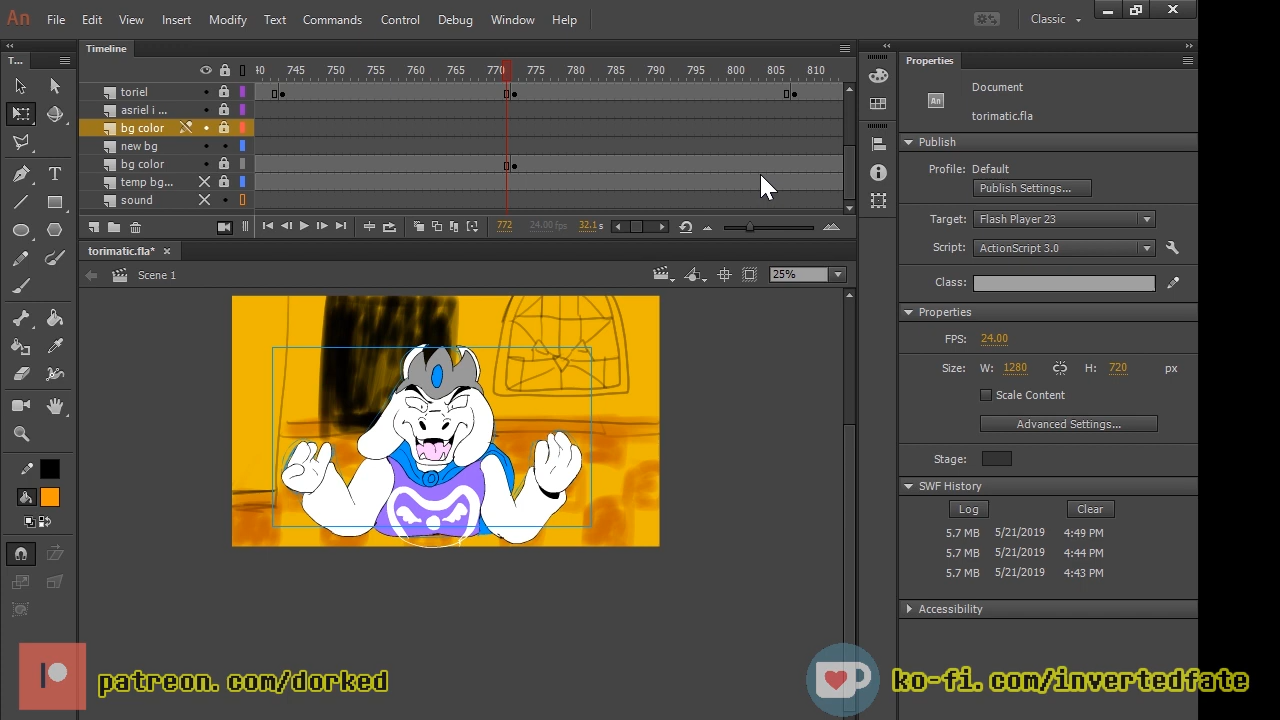 An File Edit View Insert Modify Text Commands Control Debug Window Help Classic
T...
Timeline
40 745 750 755 760 765 770 775 780 785 790 795 800 805 810
toriel
asriel i ...
bg color
new bg
bg color
temp bg...
sound
772 24.00 fps 32.1 s
torimatic.fla*
Scene 1
25%
Properties
An Document
torimatic.fla
Publish
Profile: Default
Publish Settings...
Target: Flash Player 23
Script: ActionScript 3.0
Class:
Properties
FPS: 24.00
Size: W: 1280 H: 720 px
Scale Content
Advanced Settings...
Stage:
SWF History
Log Clear
5.7 MB 5/21/2019 4:49 PM
5.7 MB 5/21/2019 4:44 PM
5.7 MB 5/21/2019 4:43 PM
Accessibility
patreon.com/dorked
ko-fi.com/invertedfate